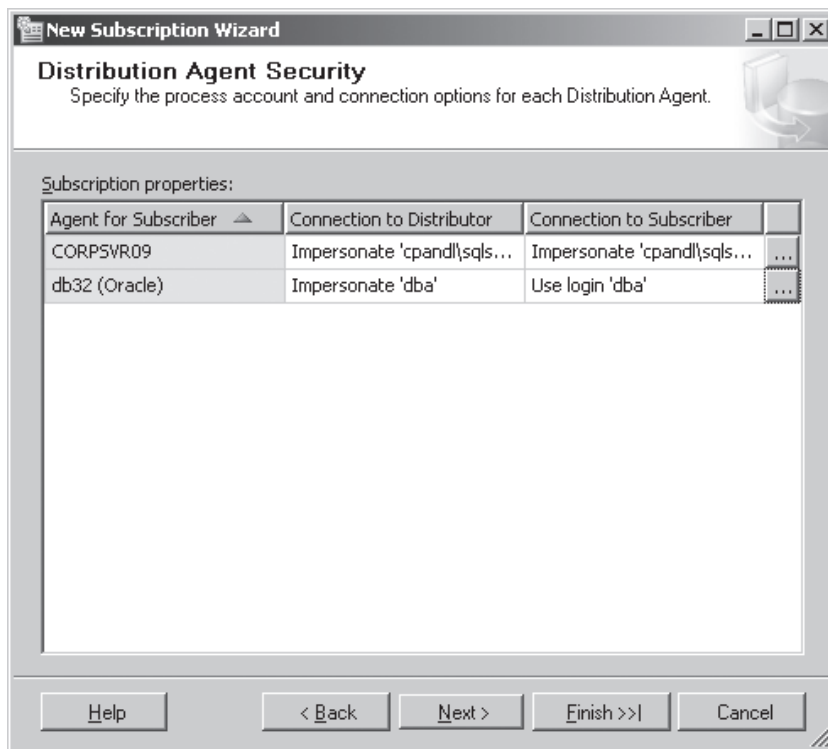 New Subscription Wizard
Distribution Agent Security
Specify the process account and connection options for each Distribution Agent.
Subscription properties:
Agent for Subscriber Connection to Distributor Connection to Subscriber
CORPSVR09 Impersonate 'cpandl\sqls... Impersonate 'cpandl\sqls... ...
db32 (Oracle) Impersonate 'dba' Use login 'dba' ...
Help < Back Next > Finish >>| Cancel